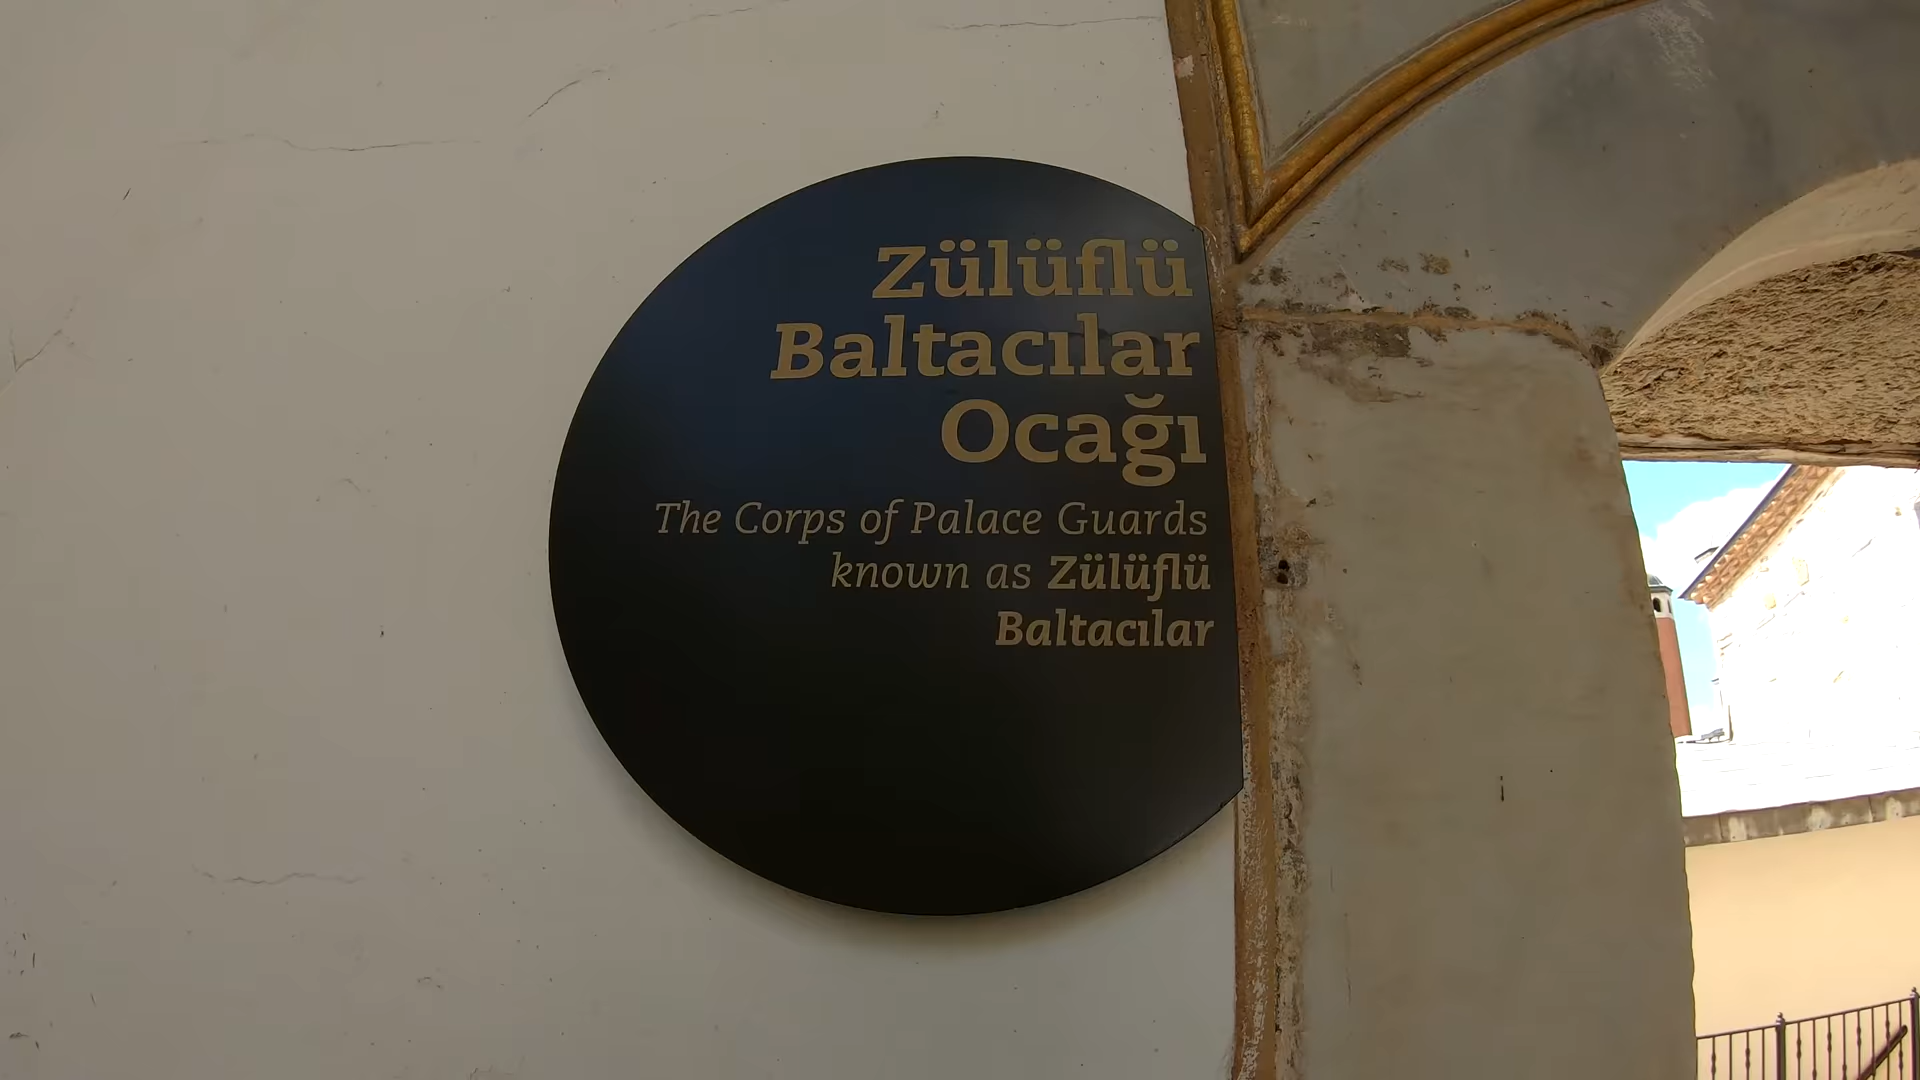 Zülüflü
Baltacılar
Ocağı
The Corps of Palace Guards
known as Zülüflü
Baltacılar